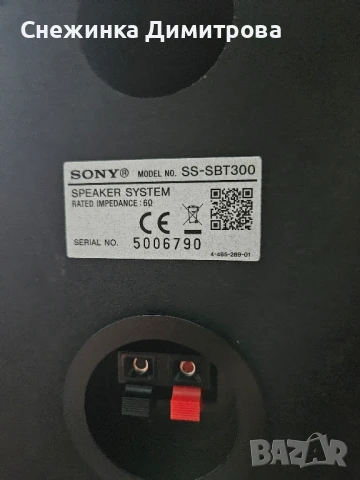 Снежинка Димитрова
SONY® MODEL NO. SS-SBT300
SPEAKER SYSTEM
RATED IMPEDANCE : 6Ω
CE
SERIAL NO. 5006790
4-465-289-01
BAZAR